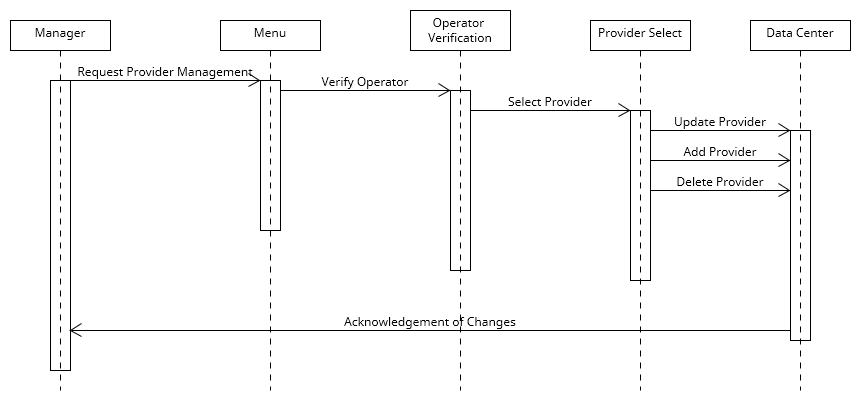 Manager
Menu
Operator
Verification
Provider Select
Data Center
Request Provider Management
Verify Operator
Select Provider
Update Provider
Add Provider
Delete Provider
Acknowledgement of Changes